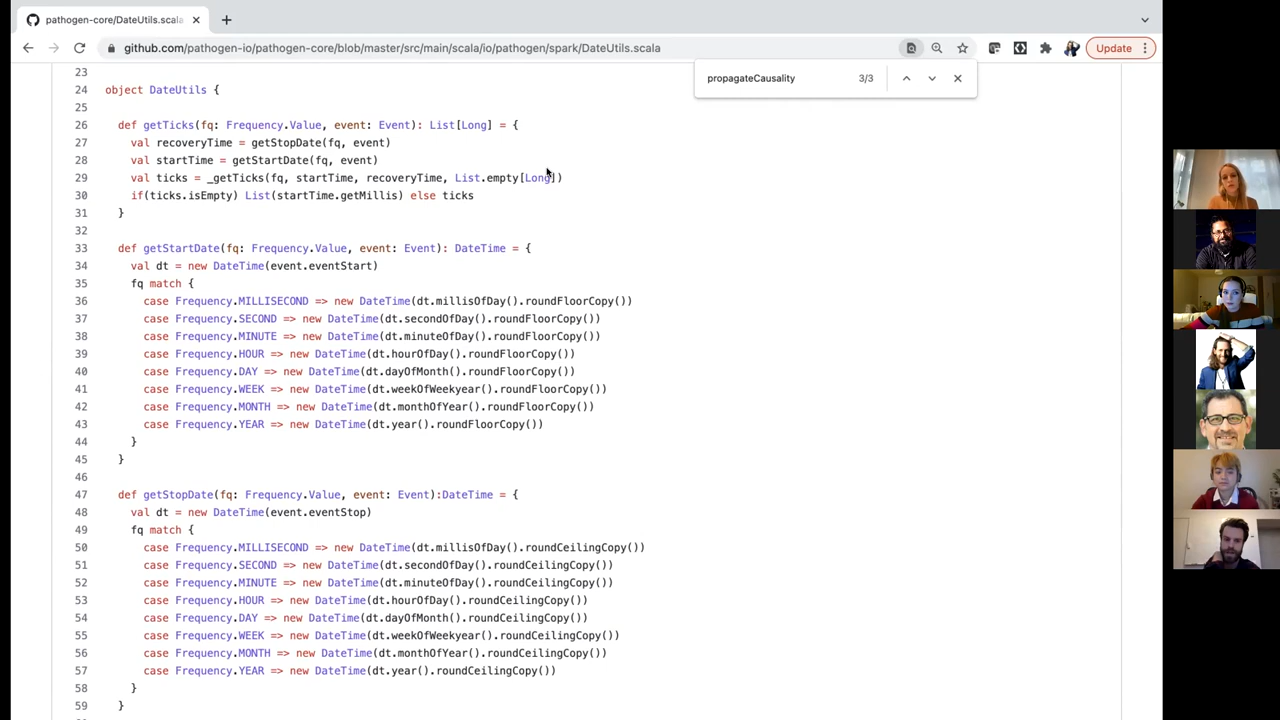 pathogen-core/DateUtils.scala
github.com/pathogen-io/pathogen-core/blob/master/src/main/scala/io/pathogen/spark/DateUtils.scala
Update
propagateCausality 3/3
23
24 object DateUtils {
25
26 def getTicks(fq: Frequency.Value, event: Event): List[Long] = {
27 val recoveryTime = getStopDate(fq, event)
28 val startTime = getStartDate(fq, event)
29 val ticks = _getTicks(fq, startTime, recoveryTime, List.empty[Long])
30 if(ticks.isEmpty) List(startTime.getMillis) else ticks
31 }
32
33 def getStartDate(fq: Frequency.Value, event: Event): DateTime = {
34 val dt = new DateTime(event.eventStart)
35 fq match {
36 case Frequency.MILLISECOND => new DateTime(dt.millisOfDay().roundFloorCopy())
37 case Frequency.SECOND => new DateTime(dt.secondOfDay().roundFloorCopy())
38 case Frequency.MINUTE => new DateTime(dt.minuteOfDay().roundFloorCopy())
39 case Frequency.HOUR => new DateTime(dt.hourOfDay().roundFloorCopy())
40 case Frequency.DAY => new DateTime(dt.dayOfMonth().roundFloorCopy())
41 case Frequency.WEEK => new DateTime(dt.weekOfWeekyear().roundFloorCopy())
42 case Frequency.MONTH => new DateTime(dt.monthOfYear().roundFloorCopy())
43 case Frequency.YEAR => new DateTime(dt.year().roundFloorCopy())
44 }
45 }
46
47 def getStopDate(fq: Frequency.Value, event: Event):DateTime = {
48 val dt = new DateTime(event.eventStop)
49 fq match {
50 case Frequency.MILLISECOND => new DateTime(dt.millisOfDay().roundCeilingCopy())
51 case Frequency.SECOND => new DateTime(dt.secondOfDay().roundCeilingCopy())
52 case Frequency.MINUTE => new DateTime(dt.minuteOfDay().roundCeilingCopy())
53 case Frequency.HOUR => new DateTime(dt.hourOfDay().roundCeilingCopy())
54 case Frequency.DAY => new DateTime(dt.dayOfMonth().roundCeilingCopy())
55 case Frequency.WEEK => new DateTime(dt.weekOfWeekyear().roundCeilingCopy())
56 case Frequency.MONTH => new DateTime(dt.monthOfYear().roundCeilingCopy())
57 case Frequency.YEAR => new DateTime(dt.year().roundCeilingCopy())
58 }
59 }